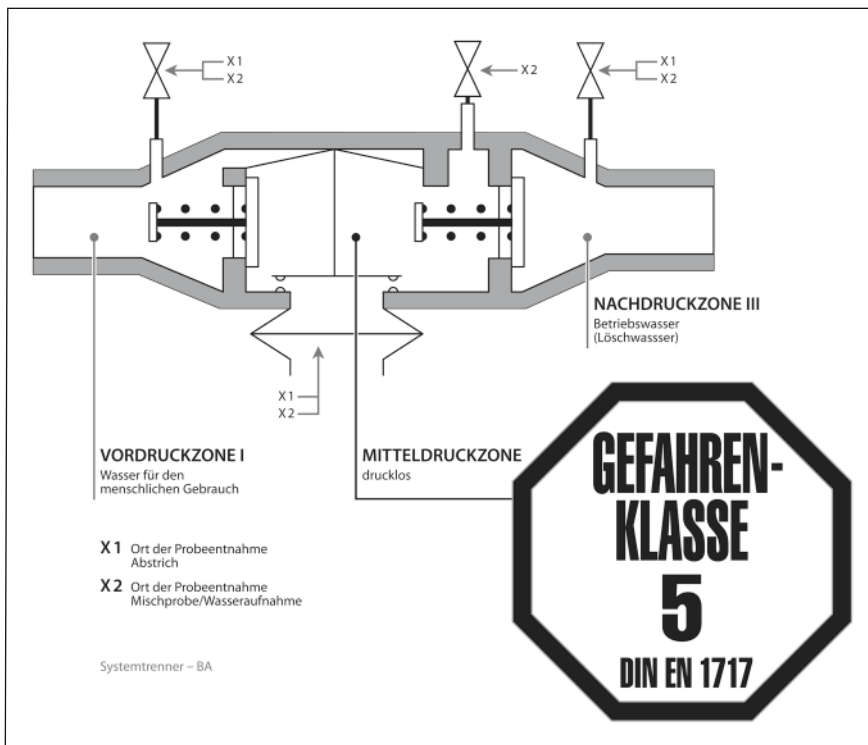 X1
X2
X2
X1
X2
NACHDRUCKZONE III
Betriebswasser
(Löschwassser)
X1
X2
VORDRUCKZONE I
Wasser für den
menschlichen Gebrauch
MITTELDRUCKZONE
drucklos
X1 Ort der Probeentnahme
Abstrich
X2 Ort der Probeentnahme
Mischprobe/Wasseraufnahme
Systemtrenner – BA
GEFAHREN-
KLASSE
5
DIN EN 1717